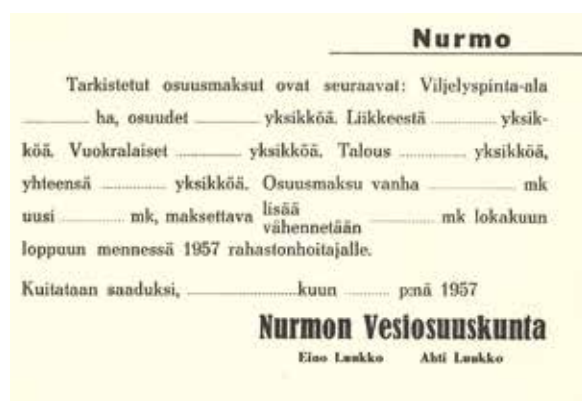 Nurmo
Tarkistetut osuusmaksut ovat seuraavat: Viljelyspinta-ala
............ ha, osuudet ............ yksikköä. Liikkeestä ............ yksik-
köä. Vuokralaiset ............ yksikköä. Talous ............ yksikköä,
yhteensä ............ yksikköä. Osuusmaksu vanha ............ mk
uusi ............ mk, maksettava lisää
vähennetään ............ mk lokakuun
loppuun mennessä 1957 rahastonhoitajalle.
Kuitataan saaduksi, ............kuun ............ p:nä 1957
Nurmon Vesiosuuskunta
Eino Luukko Ahti Luukko